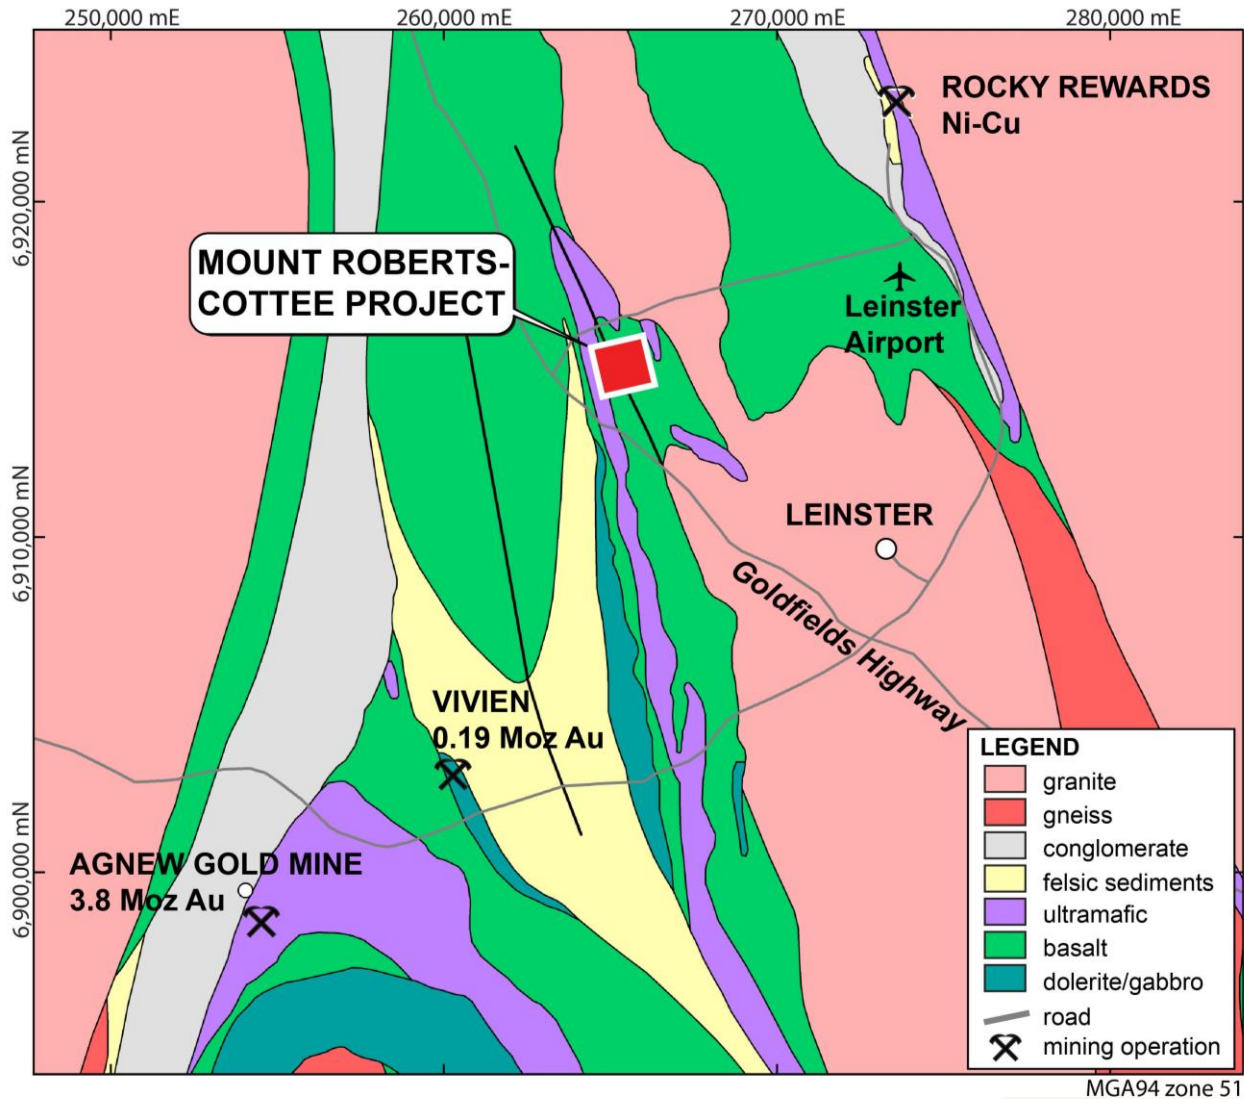 250,000 mE
260,000 mE
270,000 mE
280,000 mE
6,920,000 mN
6,910,000 mN
6,900,000 mN
ROCKY REWARDS
Ni-Cu
MOUNT ROBERTS-
COTTEE PROJECT
Leinster
Airport
LEINSTER
Goldfields Highway
VIVIEN
0.19 Moz Au
AGNEW GOLD MINE
3.8 Moz Au
LEGEND
granite
gneiss
conglomerate
felsic sediments
ultramafic
basalt
dolerite/gabbro
road
mining operation
MGA94 zone 51